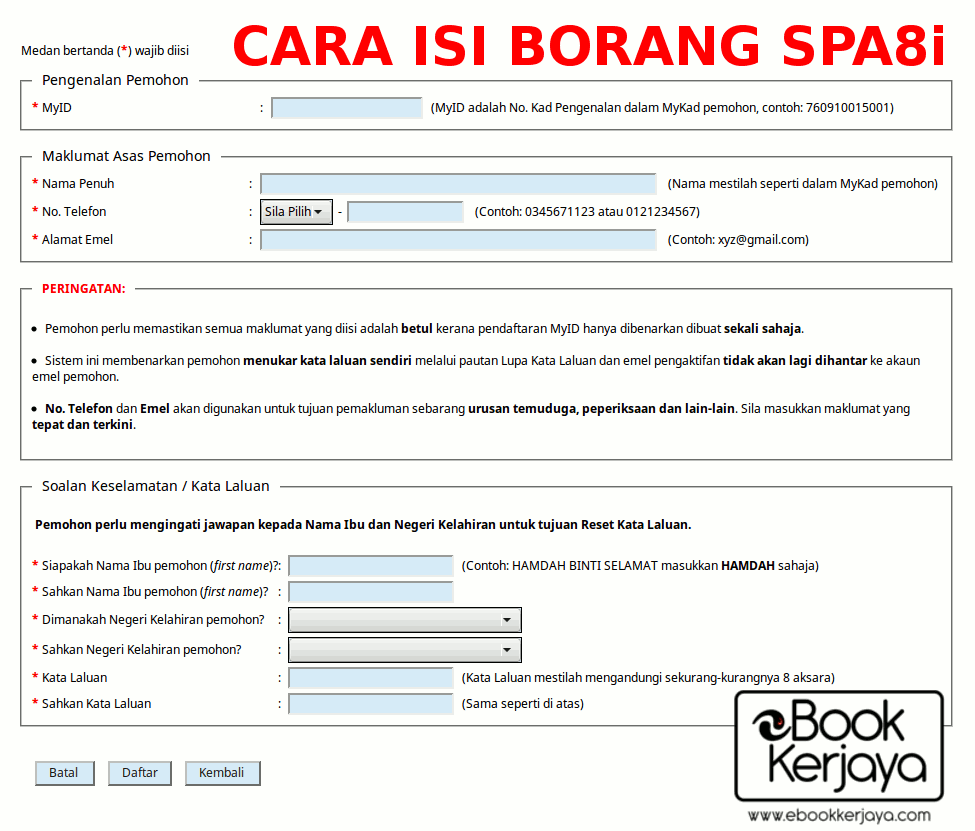 CARA ISI BORANG SPA8i
Medan bertanda (*) wajib diisi
Pengenalan Pemohon
* MyID : (MyID adalah No. Kad Pengenalan dalam MyKad pemohon, contoh: 760910015001)
Maklumat Asas Pemohon
* Nama Penuh : (Nama mestilah seperti dalam MyKad pemohon)
* No. Telefon : Sila Pilih - (Contoh: 0345671123 atau 0121234567)
* Alamat Emel : (Contoh: xyz@gmail.com)
PERINGATAN:
• Pemohon perlu memastikan semua maklumat yang diisi adalah betul kerana pendaftaran MyID hanya dibenarkan dibuat sekali sahaja.
• Sistem ini membenarkan pemohon menukar kata laluan sendiri melalui pautan Lupa Kata Laluan dan emel pengaktifan tidak akan lagi dihantar ke akaun
emel pemohon.
• No. Telefon dan Emel akan digunakan untuk tujuan pemakluman sebarang urusan temuduga, peperiksaan dan lain-lain. Sila masukkan maklumat yang
tepat dan terkini.
Soalan Keselamatan / Kata Laluan
Pemohon perlu mengingati jawapan kepada Nama Ibu dan Negeri Kelahiran untuk tujuan Reset Kata Laluan.
* Siapakah Nama Ibu pemohon (first name)?: (Contoh: HAMDAH BINTI SELAMAT masukkan HAMDAH sahaja)
* Sahkan Nama Ibu pemohon (first name)? :
* Dimanakah Negeri Kelahiran pemohon? :
* Sahkan Negeri Kelahiran pemohon? :
* Kata Laluan : (Kata Laluan mestilah mengandungi sekurang-kurangnya 8 aksara)
* Sahkan Kata Laluan : (Sama seperti di atas)
Batal Daftar Kembali
eBook
Kerjaya
www.ebookkerjaya.com